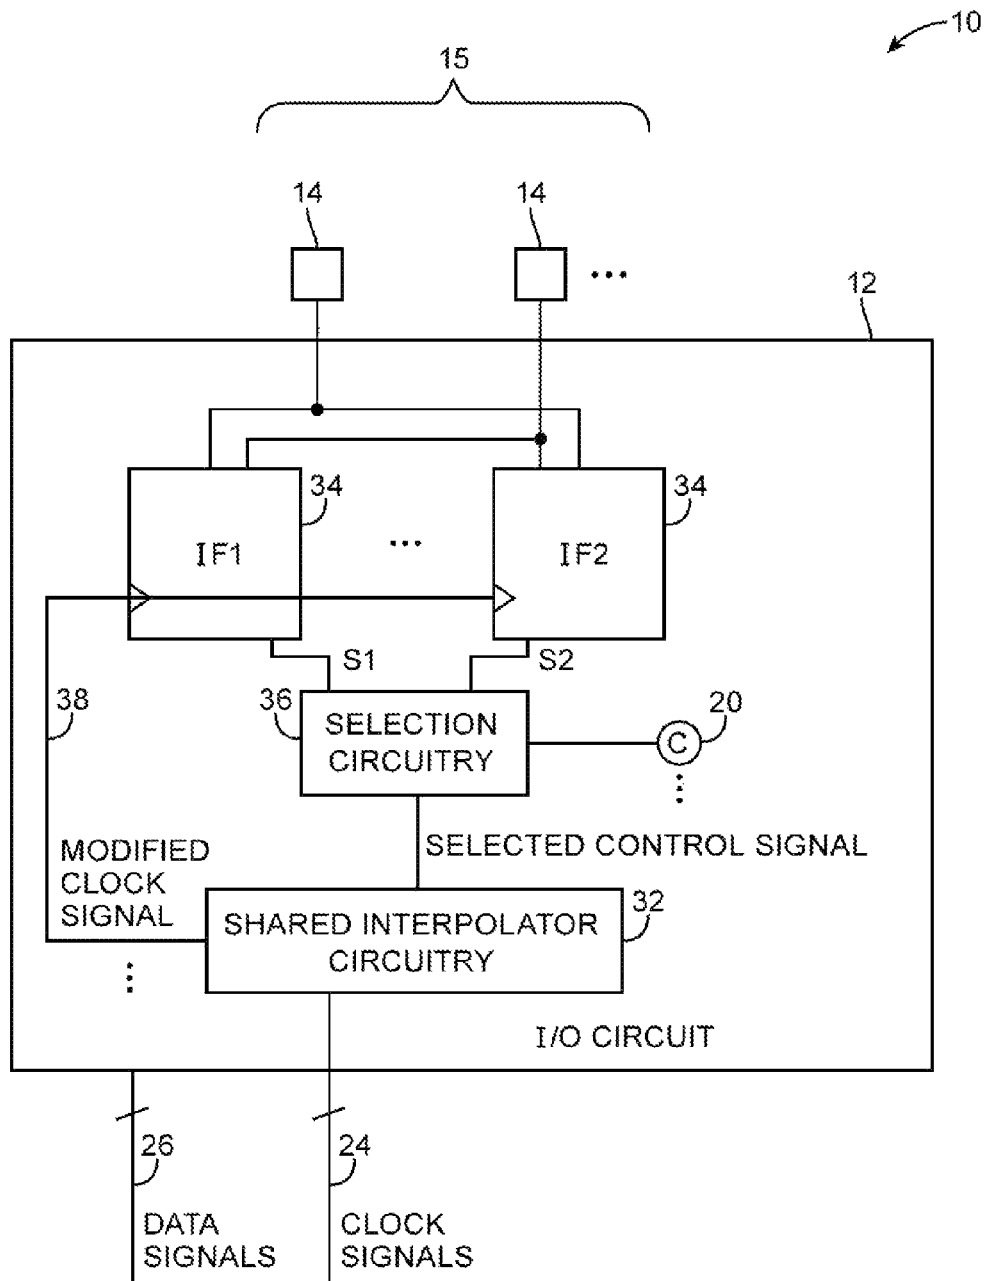 10
15
14
14
...
12
34
34
IF1
...
IF2
S1
S2
38
36
20
SELECTION
CIRCUITRY
C
MODIFIED
CLOCK
SIGNAL
SELECTED CONTROL SIGNAL
32
SHARED INTERPOLATOR
CIRCUITRY
I/O CIRCUIT
26
24
DATA
SIGNALS
CLOCK
SIGNALS